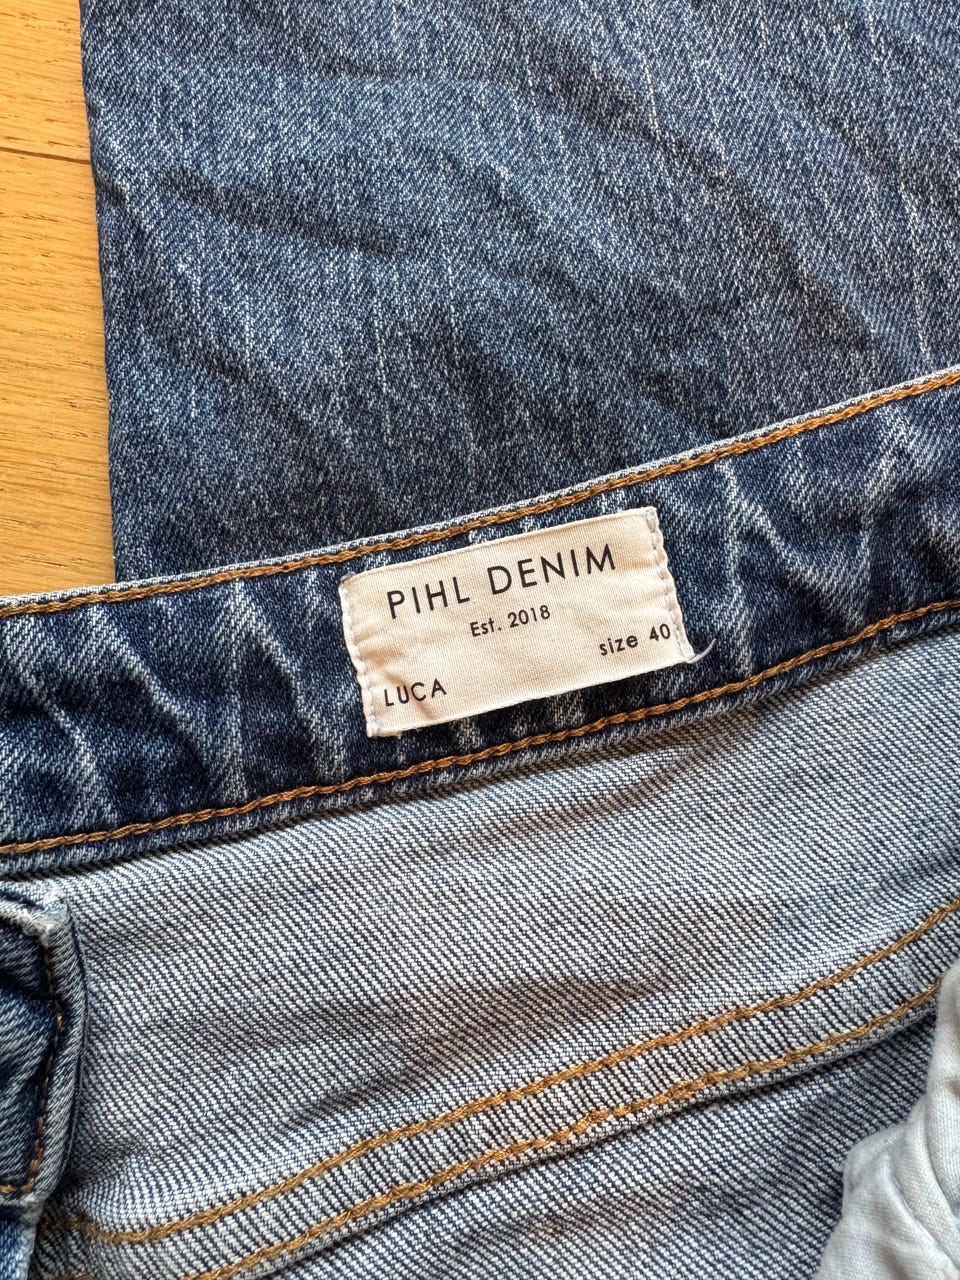 PIHL DENIM
Est. 2018
size 40
LUCA